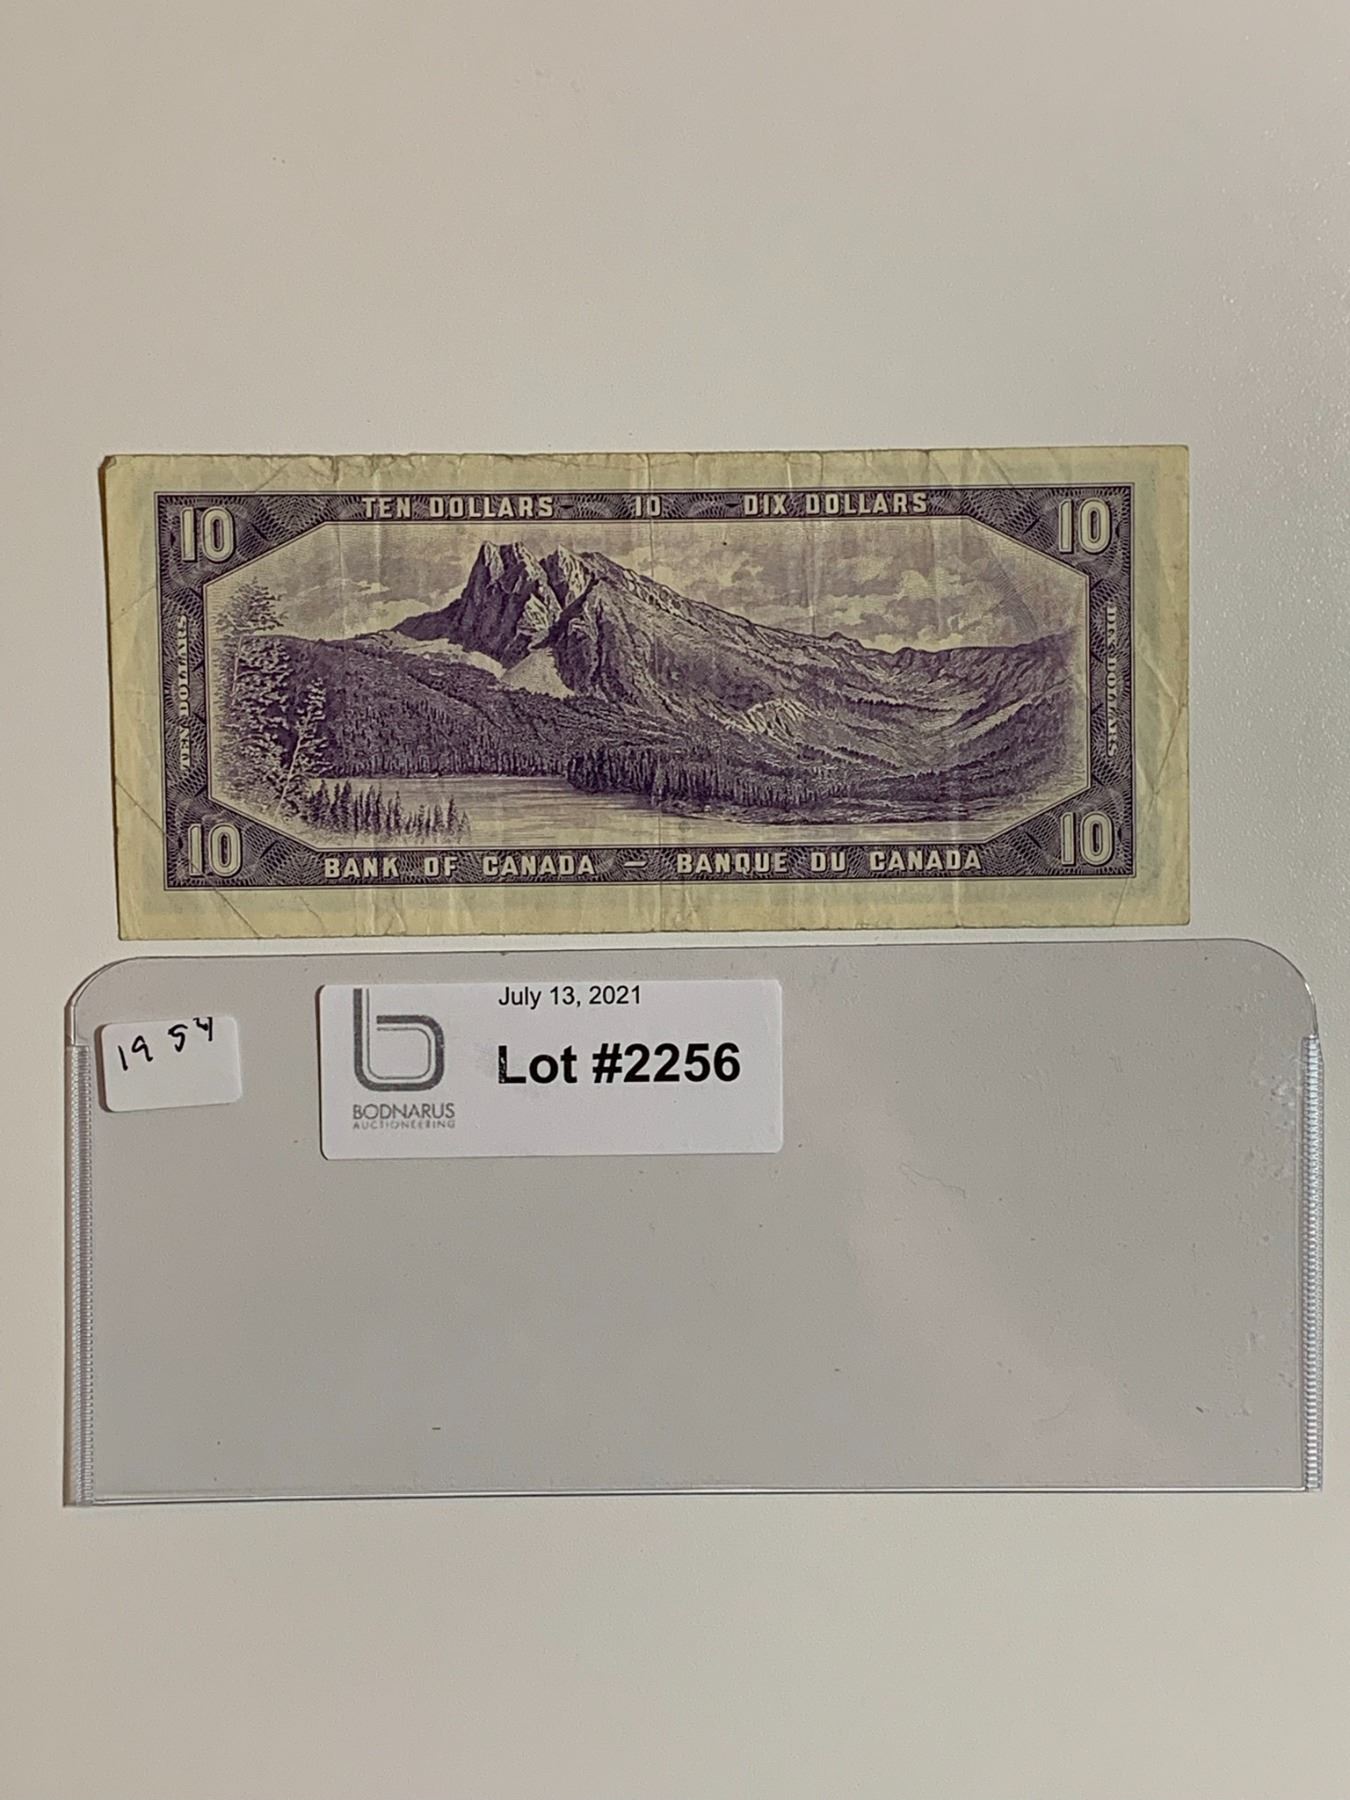 TEN DOLLARS 10 DIX DOLLARS
10 10
TEN DOLLARS
DIX DOLLARS
10 10
BANK OF CANADA — BANQUE DU CANADA
1954
July 13, 2021
Lot #2256
b
BODNARUS
AUCTIONEERING